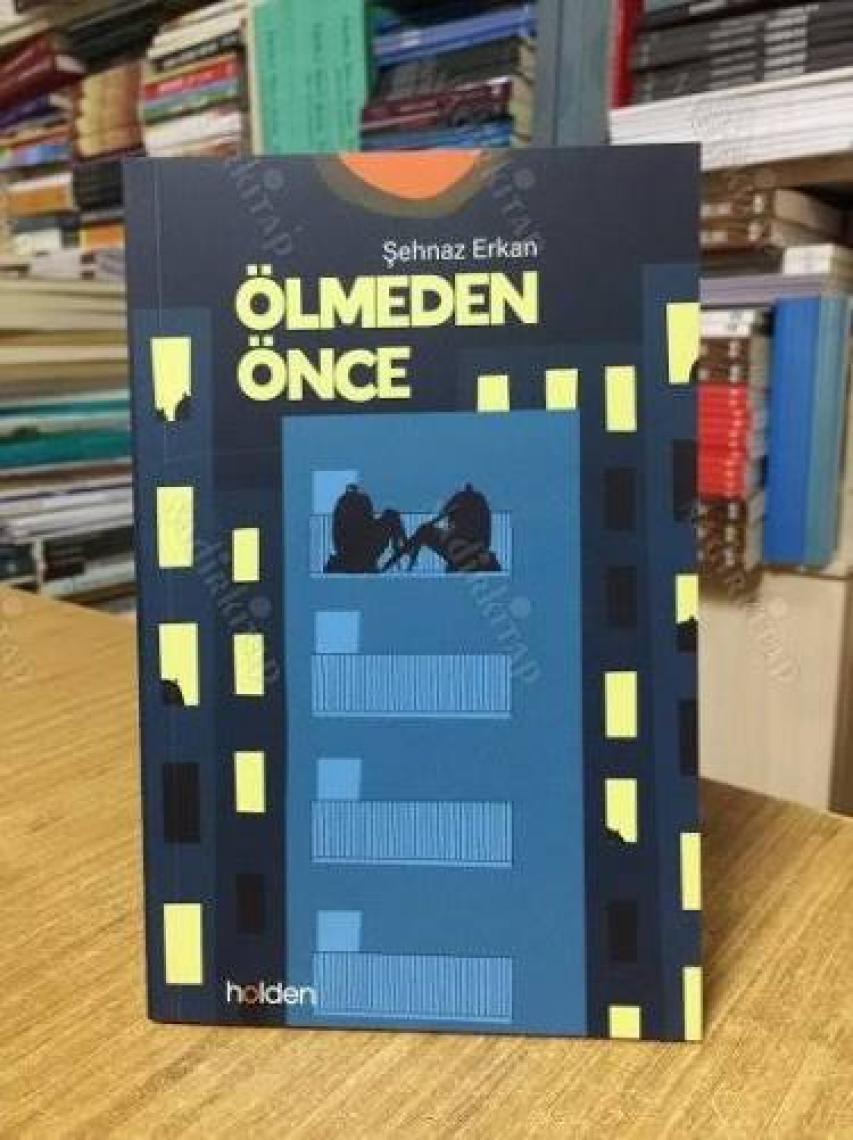 Şehnaz Erkan
ÖLMEDEN
ÖNCE
holden